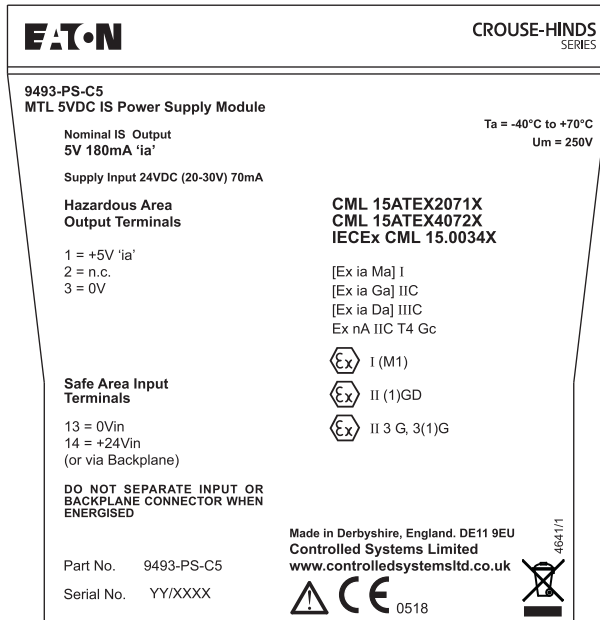 EATON
CROUSE-HINDS
SERIES
9493-PS-C5
MTL 5VDC IS Power Supply Module
Ta = -40°C to +70°C
Um = 250V
Nominal IS Output
5V 180mA ‘ia’
Supply Input 24VDC (20-30V) 70mA
Hazardous Area
Output Terminals
1 = +5V ‘ia’
2 = n.c.
3 = 0V
CML 15ATEX2071X
CML 15ATEX4072X
IECEx CML 15.0034X
[Ex ia Ma] I
[Ex ia Ga] IIC
[Ex ia Da] IIIC
Ex nA IIC T4 Gc
Ex I (M1)
Ex II (1)GD
Ex II 3 G, 3(1)G
Safe Area Input
Terminals
13 = 0Vin
14 = +24Vin
(or via Backplane)
DO NOT SEPARATE INPUT OR
BACKPLANE CONNECTOR WHEN
ENERGISED
Part No. 9493-PS-C5
Serial No. YY/XXXX
Made in Derbyshire, England. DE11 9EU
Controlled Systems Limited
www.controlledsystemsltd.co.uk
CE 0518
4641/1